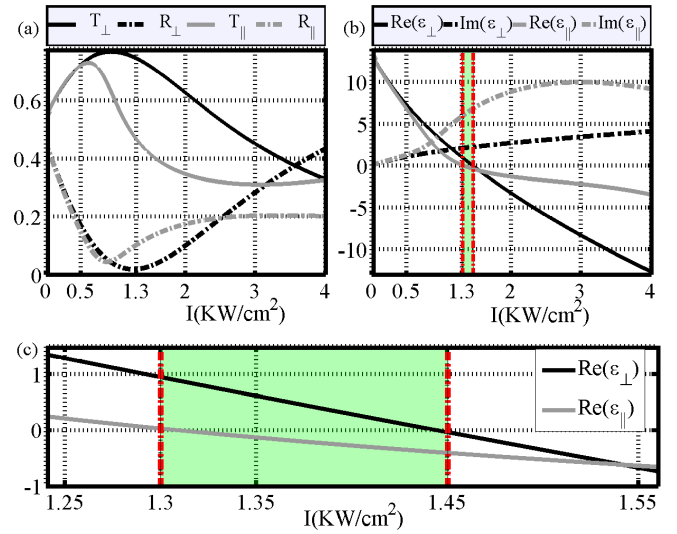 (a) T⊥ R⊥ T∥ R∥
0.6
0.4
0.2
0
0 0.5 1.3 2 3 4
I(KW/cm²)
(b) Re(ε⊥) Im(ε⊥) Re(ε∥) Im(ε∥)
10
5
0
-5
-10
0 0.5 1.3 2 3 4
I(KW/cm²)
(c)
1
0
-1
Re(ε⊥)
Re(ε∥)
1.25 1.3 1.35 1.45 1.55
I(KW/cm²)